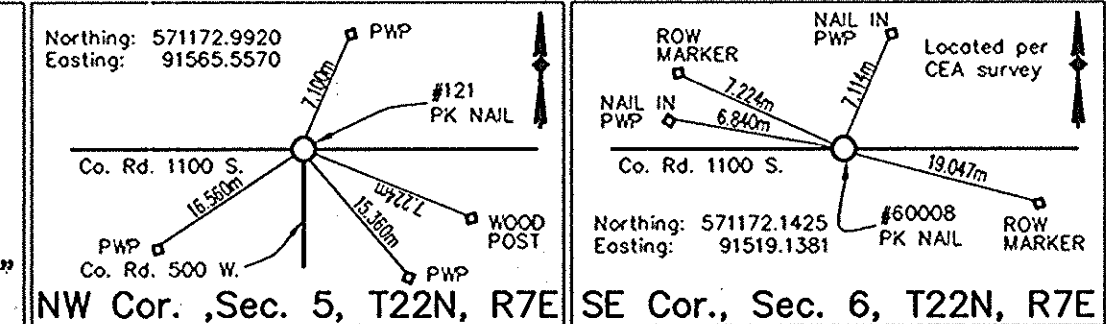 ”
Northing: 571172.9920
Easting: 91565.5570
PWP
7.100m
#121
PK NAIL
Co. Rd. 1100 S.
16.560m
7.224m
15.360m
WOOD
POST
PWP
Co. Rd. 500 W.
PWP
NW Cor. ,Sec. 5, T22N, R7E
NAIL IN
PWP
ROW
MARKER
Located per
CEA survey
7.224m
7.114m
NAIL IN
PWP
6.840m
Co. Rd. 1100 S.
19.047m
Northing: 571172.1425
Easting: 91519.1381
#60008
PK NAIL
ROW
MARKER
SE Cor., Sec. 6, T22N, R7E